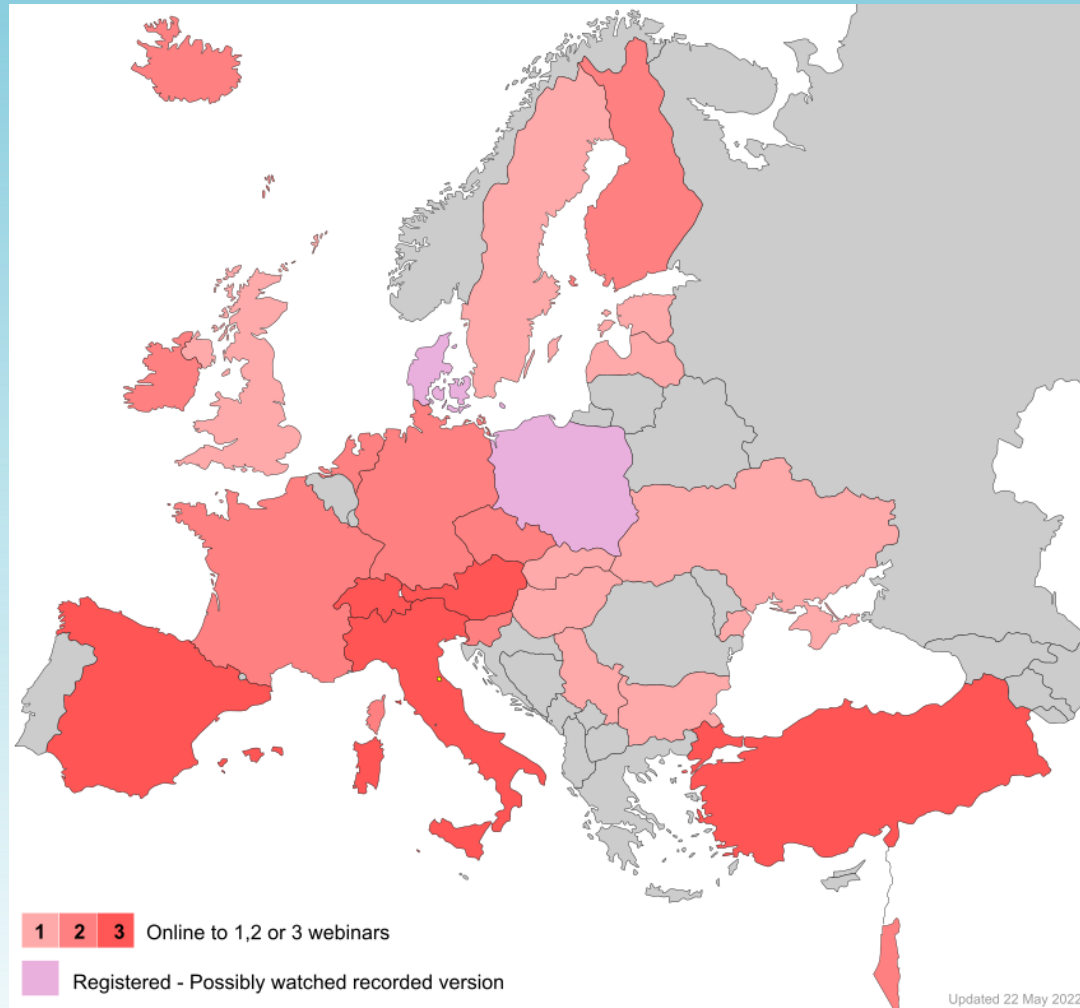 1 2 3 Online to 1,2 or 3 webinars
Registered - Possibly watched recorded version
Updated 22 May 2022